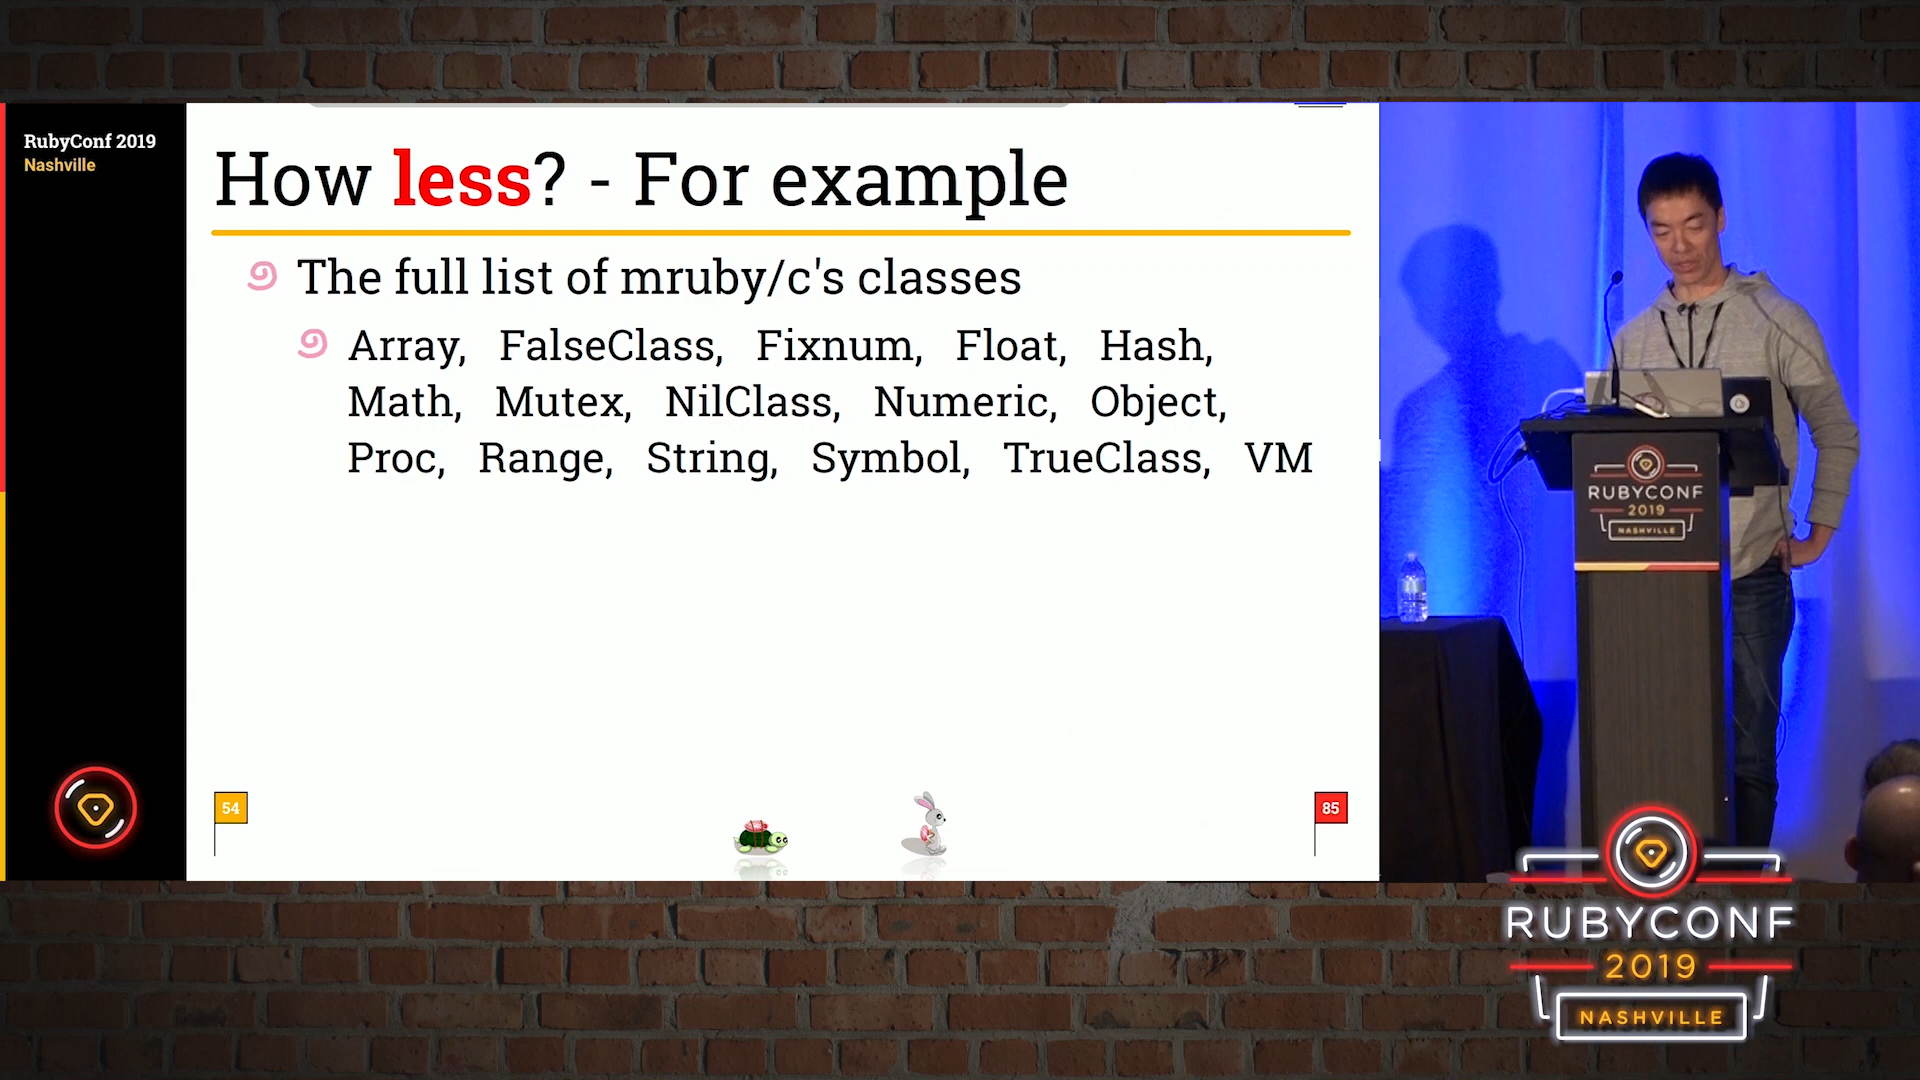 RubyConf 2019
Nashville
How less? - For example
The full list of mruby/c's classes
Array, FalseClass, Fixnum, Float, Hash,
Math, Mutex, NilClass, Numeric, Object,
Proc, Range, String, Symbol, TrueClass, VM
54
85
RUBYCONF
2019
NASHVILLE
RUBYCONF
2019
NASHVILLE